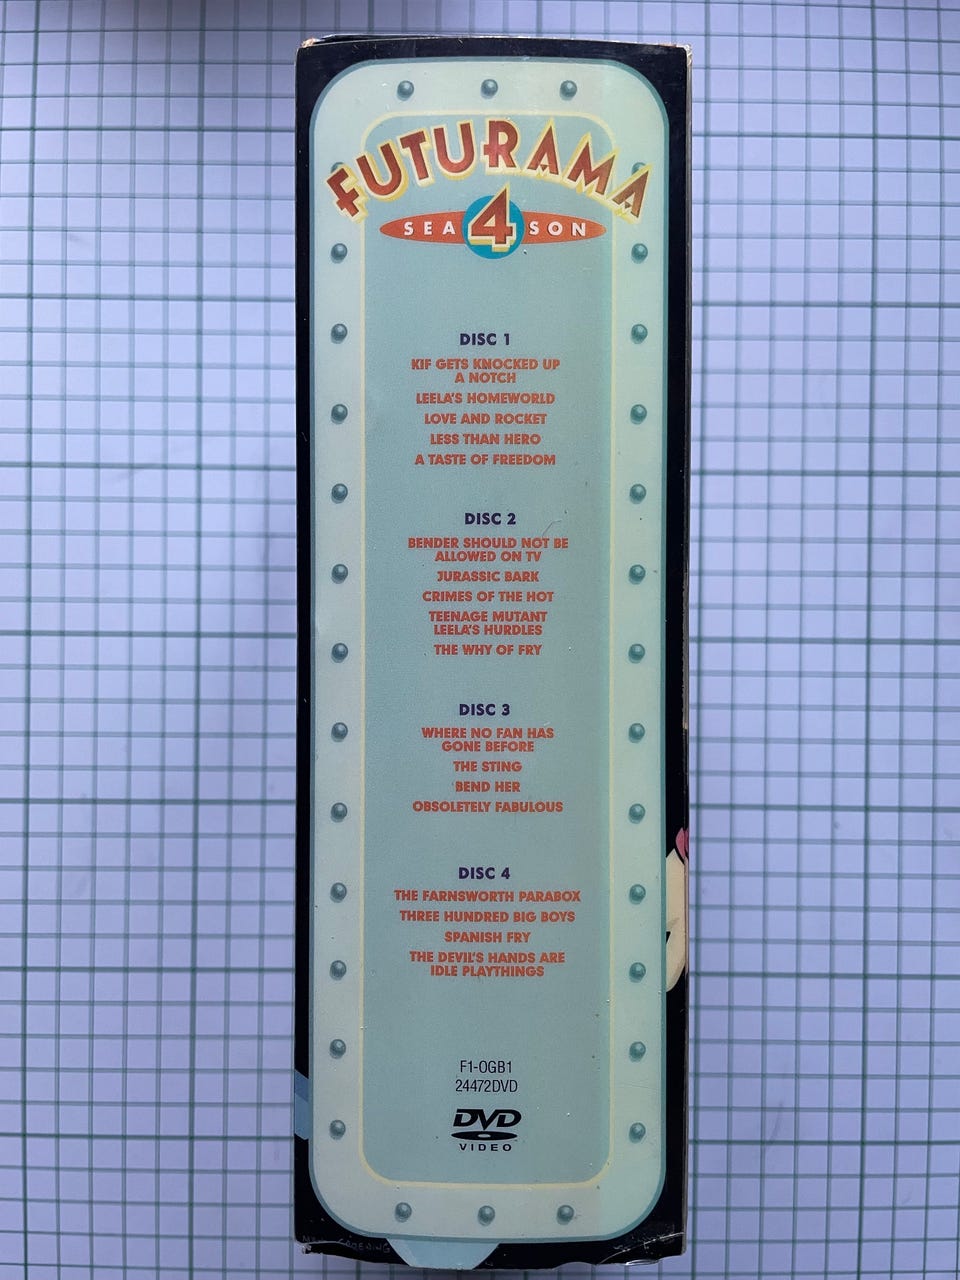 FUTURAMA
SEA 4 SON
DISC 1
KIF GETS KNOCKED UP
A NOTCH
LEELA'S HOMEWORLD
LOVE AND ROCKET
LESS THAN HERO
A TASTE OF FREEDOM
DISC 2
BENDER SHOULD NOT BE
ALLOWED ON TV
JURASSIC BARK
CRIMES OF THE HOT
TEENAGE MUTANT
LEELA'S HURDLES
THE WHY OF FRY
DISC 3
WHERE NO FAN HAS
GONE BEFORE
THE STING
BEND HER
OBSOLETELY FABULOUS
DISC 4
THE FARNSWORTH PARABOX
THREE HUNDRED BIG BOYS
SPANISH FRY
THE DEVIL'S HANDS ARE
IDLE PLAYTHINGS
F1-OGB1
24472DVD
DVD
VIDEO